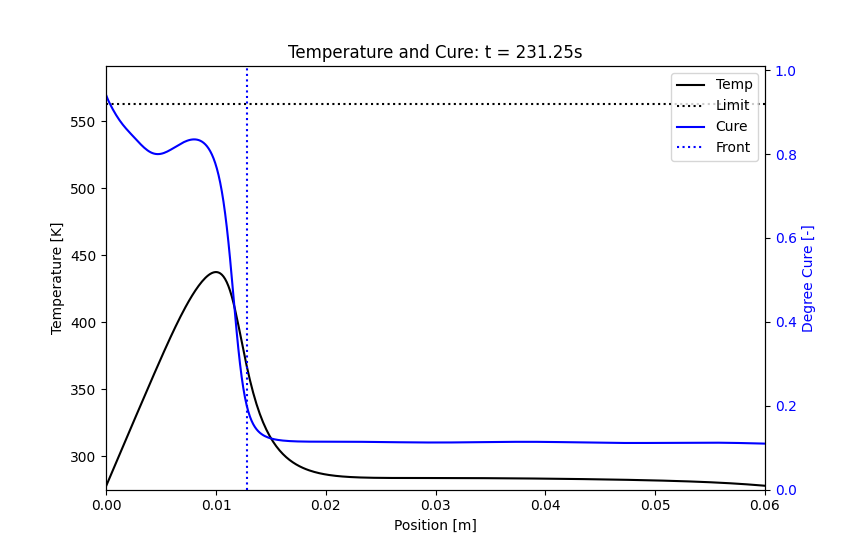 Temperature and Cure: t = 231.25s
Temp
Limit
Cure
Front
Temperature [K]
550
500
450
400
350
300
Degree Cure [-]
1.0
0.8
0.6
0.4
0.2
0.0
0.00 0.01 0.02 0.03 0.04 0.05 0.06
Position [m]